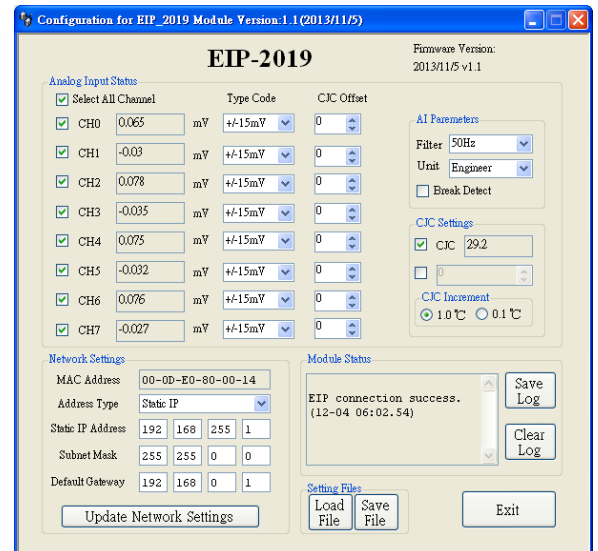 Configuration for EIP_2019 Module Version:1.1(2013/11/5)
EIP-2019
Firmware Version:
2013/11/5 v1.1
Analog Input Status
Select All Channel Type Code CJC Offset
CH0 0.065 mV +/-15mV 0
CH1 -0.03 mV +/-15mV 0
CH2 0.078 mV +/-15mV 0
CH3 -0.035 mV +/-15mV 0
CH4 0.075 mV +/-15mV 0
CH5 -0.032 mV +/-15mV 0
CH6 0.076 mV +/-15mV 0
CH7 -0.027 mV +/-15mV 0
AI Paremeters
Filter 50Hz
Unit Engineer
Break Detect
CJC Settings
CJC 29.2
0
CJC Increment
1.0℃ 0.1℃
Network Settings
MAC Address 00-0D-E0-80-00-14
Address Type Static IP
Static IP Address 192 168 255 1
Subnet Mask 255 255 0 0
Default Gateway 192 168 0 1
Update Network Settings
Module Status
EIP connection success.
(12-04 06:02.54)
Save
Log
Clear
Log
Setting Files
Load
File
Save
File
Exit